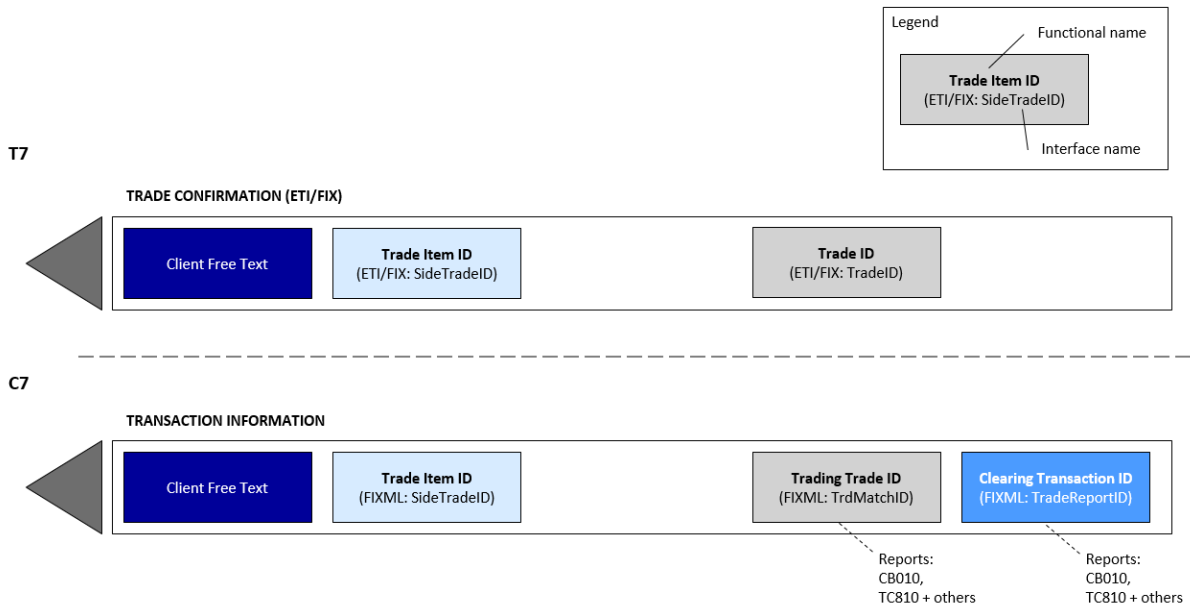 Legend
Functional name
Trade Item ID
(ETI/FIX: SideTradeID)
Interface name
T7
TRADE CONFIRMATION (ETI/FIX)
Client Free Text
Trade Item ID
(ETI/FIX: SideTradeID)
Trade ID
(ETI/FIX: TradeID)
C7
TRANSACTION INFORMATION
Client Free Text
Trade Item ID
(FIXML: SideTradeID)
Trading Trade ID
(FIXML: TrdMatchID)
Clearing Transaction ID
(FIXML: TradeReportID)
Reports:
CB010,
TC810 + others
Reports:
CB010,
TC810 + others